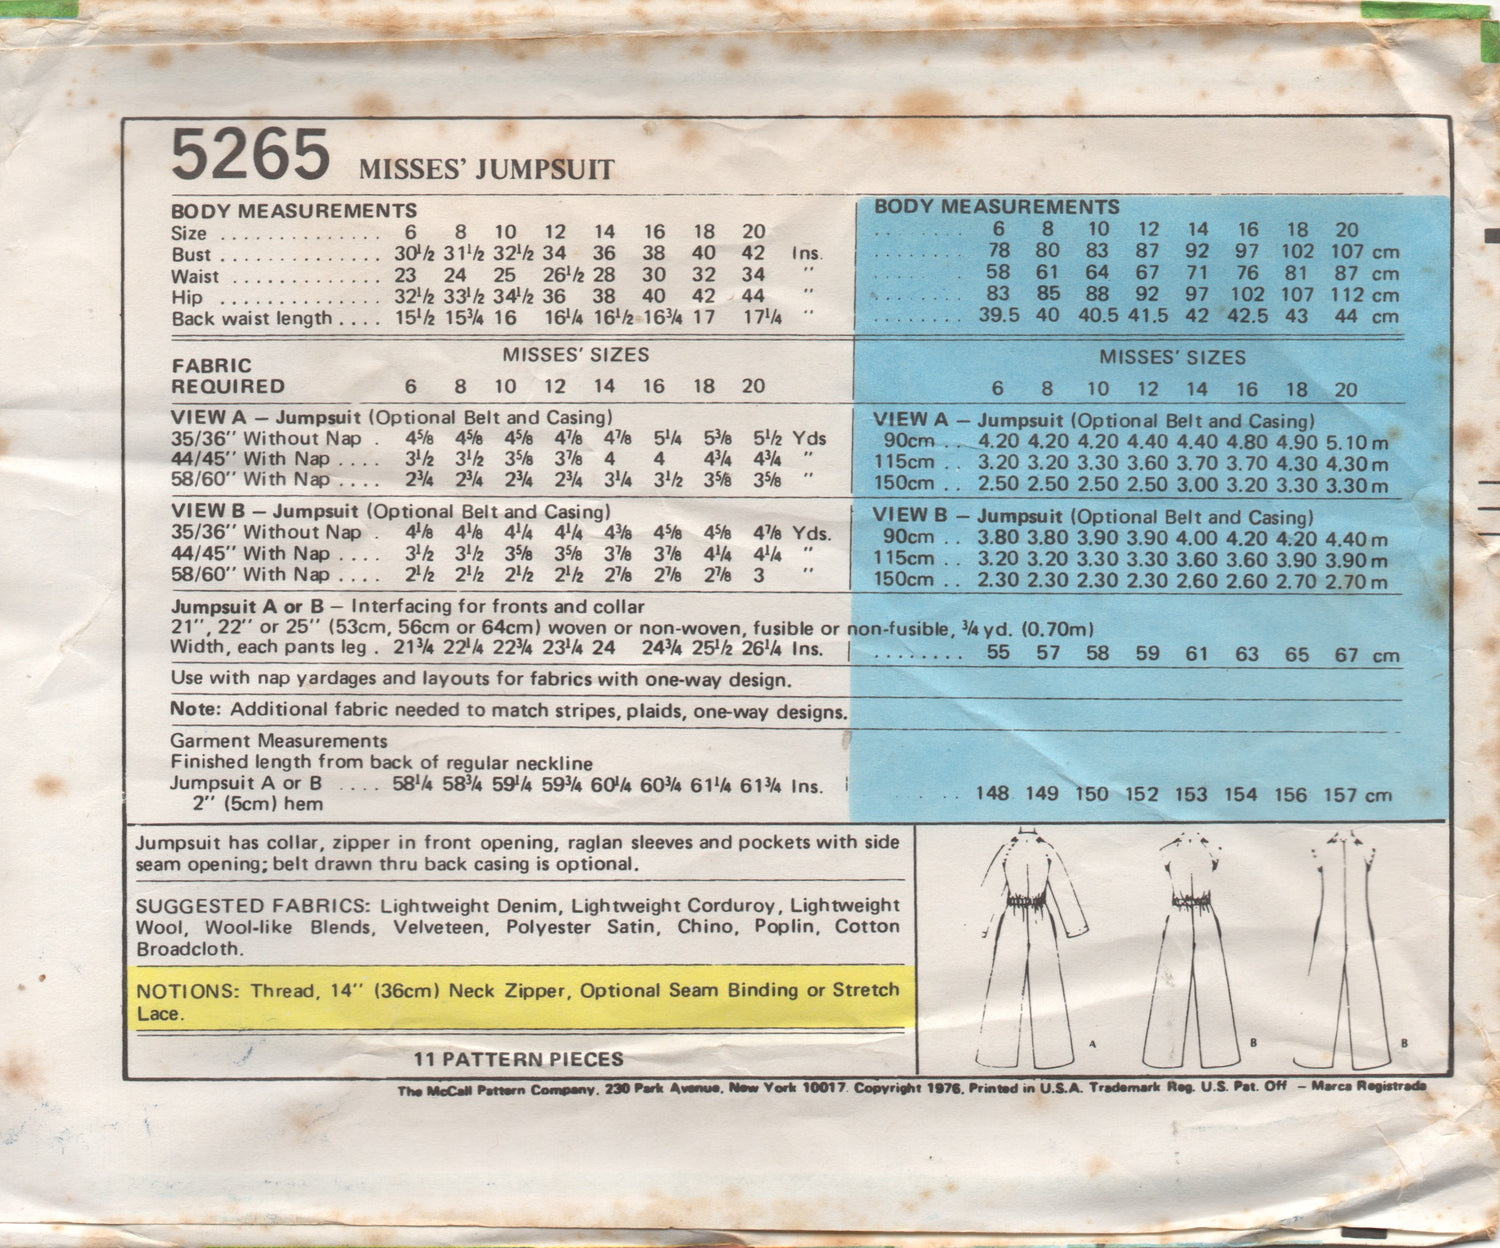 5265 MISSES' JUMPSUIT
BODY MEASUREMENTS
Size ............... 6 8 10 12 14 16 18 20
Bust ............... 30½ 31½ 32½ 34 36 38 40 42 Ins.
Waist ............. 23 24 25 26½ 28 30 32 34 ''
Hip ............... 32½ 33½ 34½ 36 38 40 42 44 ''
Back waist length .... 15½ 15¾ 16 16¼ 16½ 16¾ 17 17¼ ''
BODY MEASUREMENTS
........ 6 8 10 12 14 16 18 20
........ 78 80 83 87 92 97 102 107 cm
........ 58 61 64 67 71 76 81 87 cm
........ 83 85 88 92 97 102 107 112 cm
........ 39.5 40 40.5 41.5 42 42.5 43 44 cm
MISSES' SIZES
FABRIC
REQUIRED 6 8 10 12 14 16 18 20
VIEW A – Jumpsuit (Optional Belt and Casing)
35/36'' Without Nap . 4⅝ 4⅝ 4⅝ 4⅞ 4⅞ 5¼ 5⅜ 5½ Yds
44/45'' With Nap .... 3½ 3½ 3⅝ 3⅞ 4 4 4¾ 4¾ ''
58/60'' With Nap .... 2¾ 2¾ 2¾ 2¾ 3¼ 3½ 3⅝ 3⅝ ''
VIEW B – Jumpsuit (Optional Belt and Casing)
35/36'' Without Nap . 4⅛ 4⅛ 4¼ 4¼ 4⅜ 4⅝ 4⅝ 4⅞ Yds.
44/45'' With Nap .... 3½ 3½ 3⅝ 3⅝ 3⅞ 3⅞ 4¼ 4¼ ''
58/60'' With Nap .... 2½ 2½ 2½ 2½ 2⅞ 2⅞ 2⅞ 3 ''
MISSES' SIZES
6 8 10 12 14 16 18 20
VIEW A – Jumpsuit (Optional Belt and Casing)
90cm .. 4.20 4.20 4.20 4.40 4.40 4.80 4.90 5.10 m
115cm .. 3.20 3.20 3.30 3.60 3.70 3.70 4.30 4.30 m
150cm .. 2.50 2.50 2.50 2.50 3.00 3.20 3.30 3.30 m
VIEW B – Jumpsuit (Optional Belt and Casing)
90cm .. 3.80 3.80 3.90 3.90 4.00 4.20 4.20 4.40 m
115cm .. 3.20 3.20 3.30 3.30 3.60 3.60 3.90 3.90 m
150cm .. 2.30 2.30 2.30 2.30 2.60 2.60 2.70 2.70 m
Jumpsuit A or B – Interfacing for fronts and collar
21'', 22'' or 25'' (53cm, 56cm or 64cm) woven or non-woven, fusible or non-fusible, ¾ yd. (0.70m)
Width, each pants leg . 21¾ 22¼ 22¾ 23¼ 24 24¾ 25½ 26¼ Ins. ........ 55 57 58 59 61 63 65 67 cm
Use with nap yardages and layouts for fabrics with one-way design.
Note: Additional fabric needed to match stripes, plaids, one-way designs.
Garment Measurements
Finished length from back of regular neckline
Jumpsuit A or B .... 58¼ 58¾ 59¼ 59¾ 60¼ 60¾ 61¼ 61¾ Ins. .... 148 149 150 152 153 154 156 157 cm
2'' (5cm) hem
Jumpsuit has collar, zipper in front opening, raglan sleeves and pockets with side
seam opening; belt drawn thru back casing is optional.
SUGGESTED FABRICS: Lightweight Denim, Lightweight Corduroy, Lightweight
Wool, Wool-like Blends, Velveteen, Polyester Satin, Chino, Poplin, Cotton
Broadcloth.
NOTIONS: Thread, 14'' (36cm) Neck Zipper, Optional Seam Binding or Stretch
Lace.
11 PATTERN PIECES
A B B
The McCall Pattern Company, 230 Park Avenue, New York 10017. Copyright 1976, Printed in U.S.A. Trademark Reg. U.S. Pat. Off – Marca Registrada